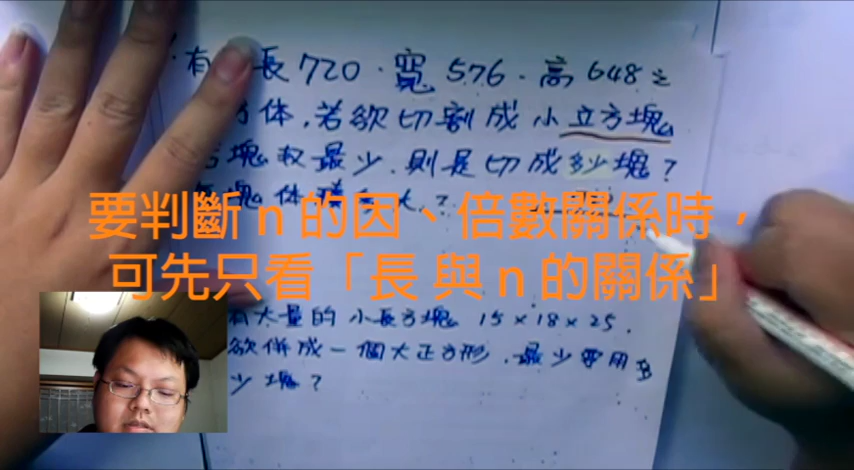 有 長720.寬576.高648之
方体,若欲切割成小立方塊
塊數最少.則是切成多少塊?
要判斷 n 的因、倍數關係時,
可先只看「長 與 n 的關係」
有大量的小長方塊 15×18×25.
欲併成一個大正方形.最少要用多
少塊?